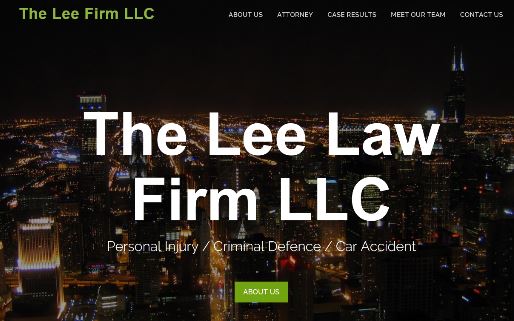 The Lee Firm LLC
ABOUT US ATTORNEY CASE RESULTS MEET OUR TEAM CONTACT US
The Lee Law
Firm LLC
Personal Injury / Criminal Defence / Car Accident
ABOUT US